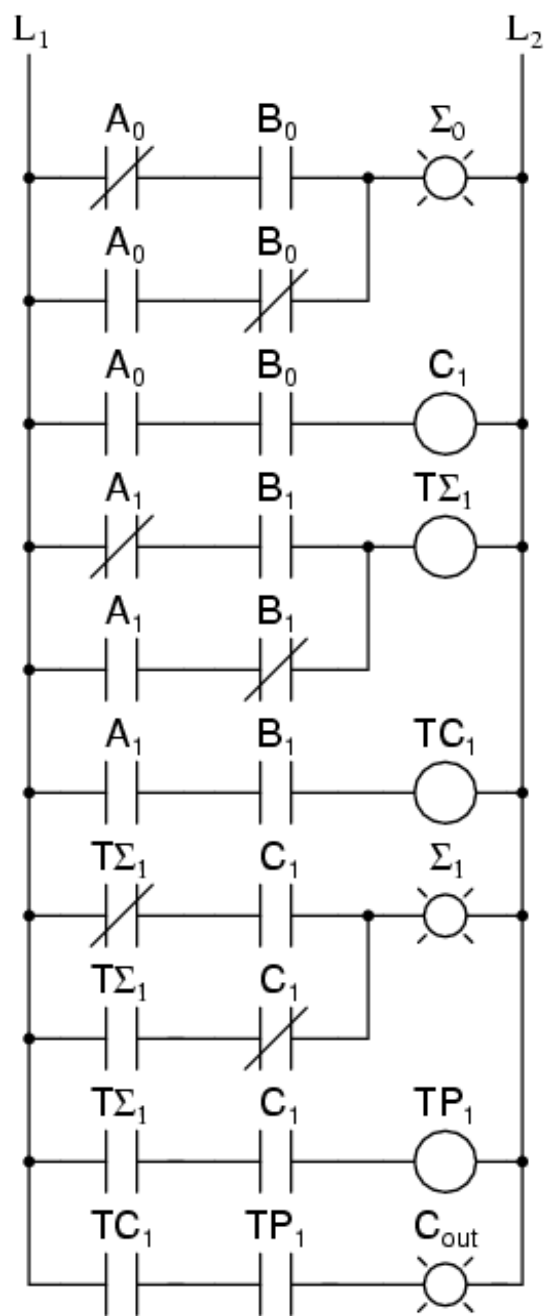 L₁ L₂
A₀ B₀ Σ₀
A₀ B₀
A₀ B₀ C₁
A₁ B₁ TΣ₁
A₁ B₁
A₁ B₁ TC₁
TΣ₁ C₁ Σ₁
TΣ₁ C₁
TΣ₁ C₁ TP₁
TC₁ TP₁ Cout